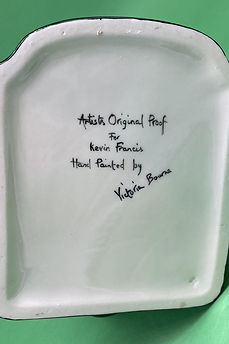 Artists Original Proof
For
Kevin Francis
Hand Painted by
Victoria Bourne